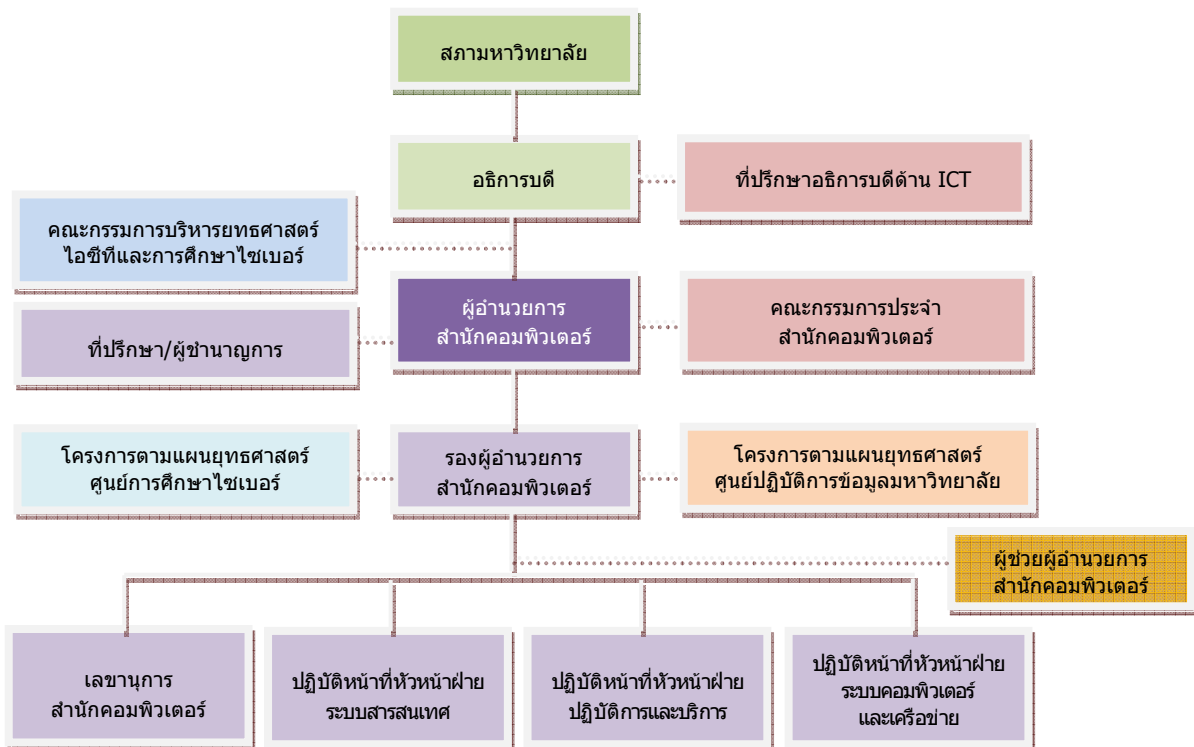 สภามหาวิทยาลัย
อธิการบดี
ที่ปรึกษาอธิการบดีด้าน ICT
คณะกรรมการบริหารยทธศาสตร์
ไอซีทีและการศึกษาไซเบอร์
ผู้อำนวยการ
สำนักคอมพิวเตอร์
คณะกรรมการประจำ
สำนักคอมพิวเตอร์
ที่ปรึกษา/ผู้ชำนาญการ
โครงการตามแผนยุทธศาสตร์
ศูนย์การศึกษาไซเบอร์
รองผู้อำนวยการ
สำนักคอมพิวเตอร์
โครงการตามแผนยุทธศาสตร์
ศูนย์ปฏิบัติการข้อมูลมหาวิทยาลัย
ผู้ช่วยผู้อำนวยการ
สำนักคอมพิวเตอร์
เลขานุการ
สำนักคอมพิวเตอร์
ปฏิบัติหน้าที่หัวหน้าฝ่าย
ระบบสารสนเทศ
ปฏิบัติหน้าที่หัวหน้าฝ่าย
ปฏิบัติการและบริการ
ปฏิบัติหน้าที่หัวหน้าฝ่าย
ระบบคอมพิวเตอร์
และเครือข่าย